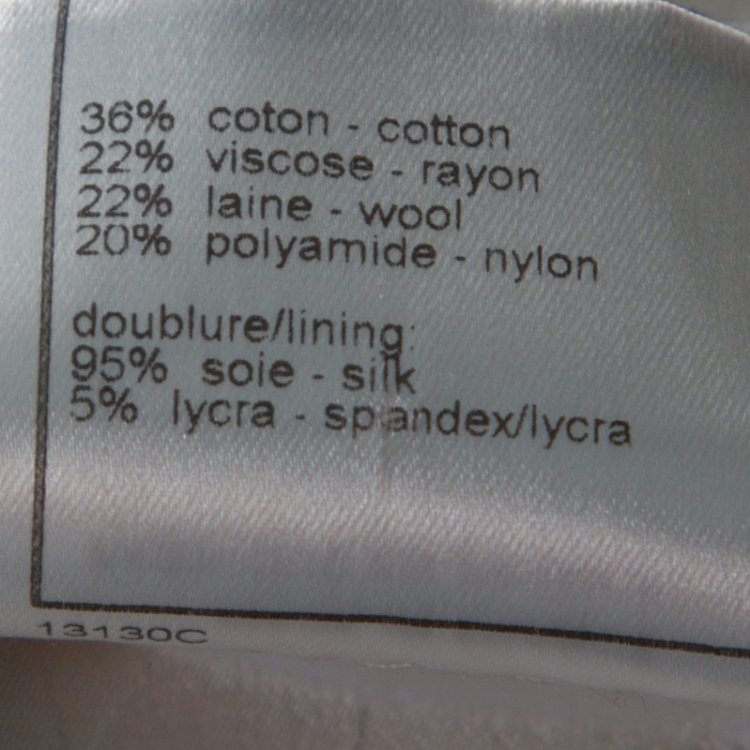 36% coton - cotton
22% viscose - rayon
22% laine - wool
20% polyamide - nylon
doublure/lining:
95% soie - silk
5% lycra - spandex/lycra
13130C